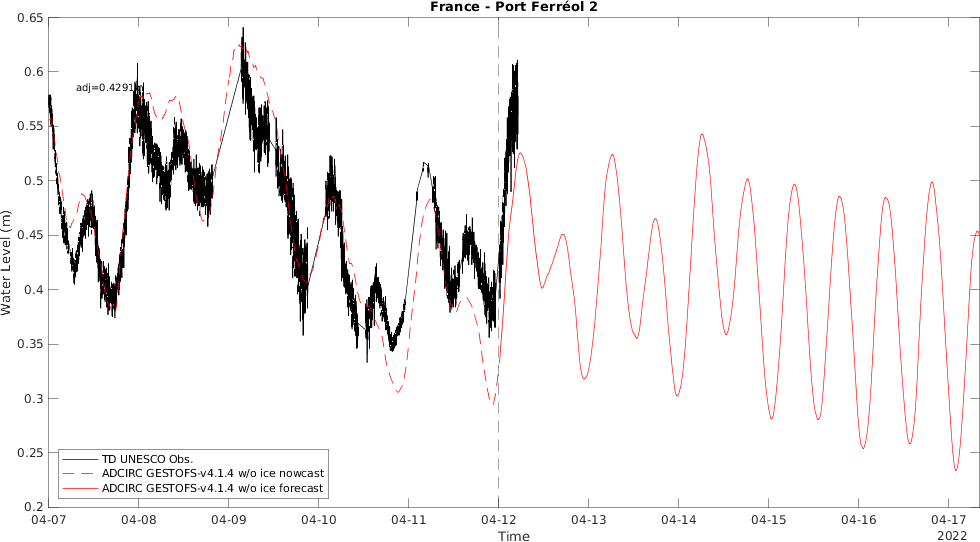 France - Port Ferréol 2
0.65
0.6
0.55
0.5
0.45
0.4
0.35
0.3
0.25
0.2
Water Level (m)
adj=0.4291
TD UNESCO Obs.
ADCIRC GESTOFS-v4.1.4 w/o ice nowcast
ADCIRC GESTOFS-v4.1.4 w/o ice forecast
04-07 04-08 04-09 04-10 04-11 04-12 04-13 04-14 04-15 04-16 04-17
2022
Time